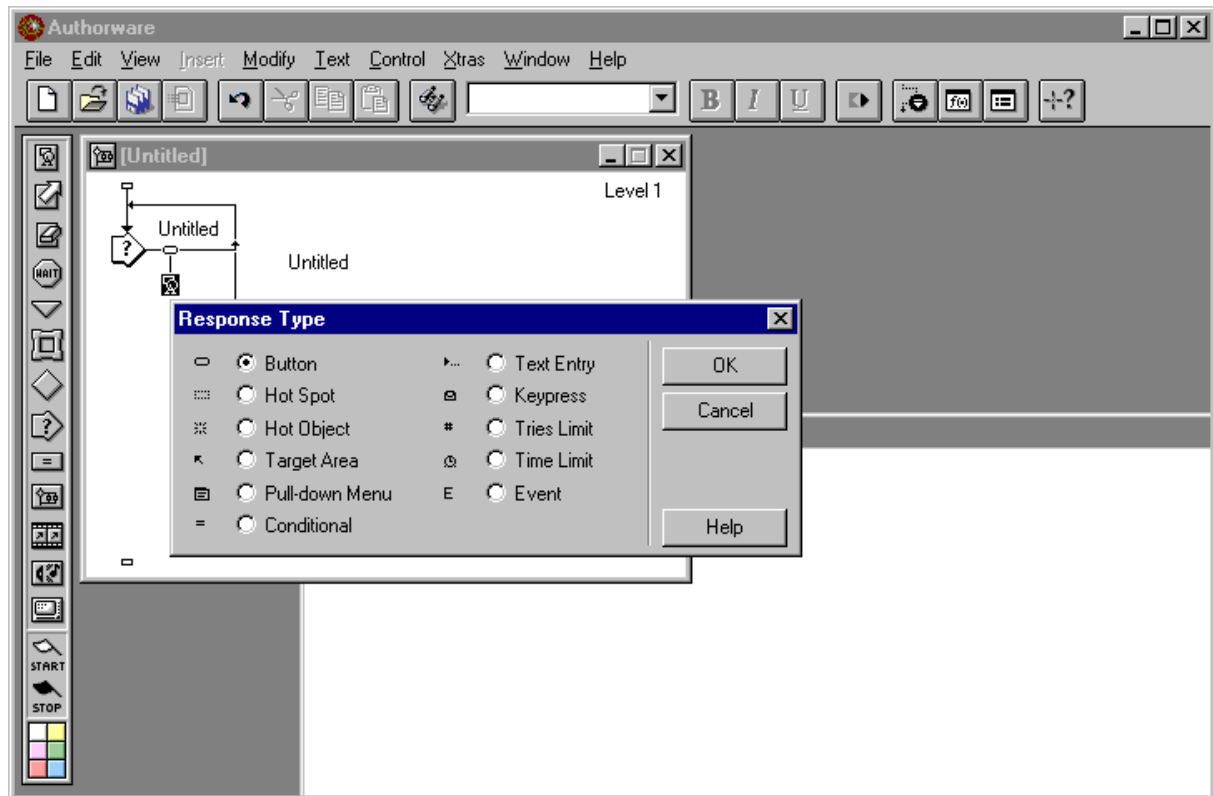 Authorware
File Edit View Insert Modify Text Control Xtras Window Help
B I U f() ?
[Untitled]
Level 1
Untitled
?
Untitled
WAIT
Response Type
Button
Text Entry
OK
Hot Spot
Keypress
Cancel
Hot Object
# Tries Limit
Target Area
Time Limit
Pull-down Menu
E Event
= Conditional
Help
?
=
START
STOP